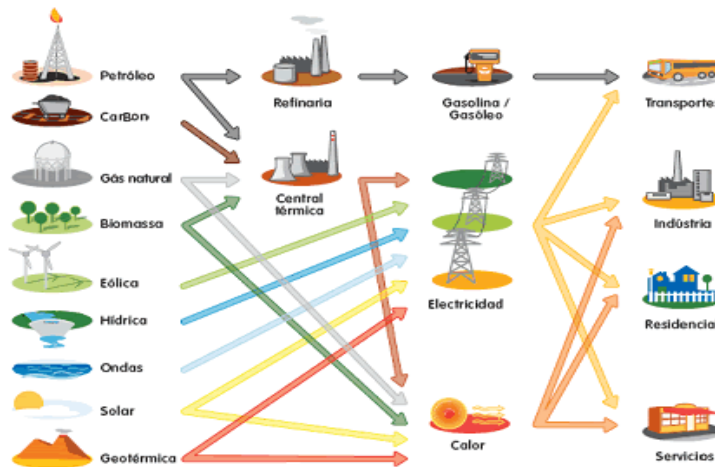 Petróleo
CarBon
Gás natural
Biomassa
Eólica
Hídrica
Ondas
Solar
Geotérmica
Refinaria
Central
térmica
Gasolina /
Gasóleo
Electricidad
Calor
Transporte
Indústria
Residencia
Servicios